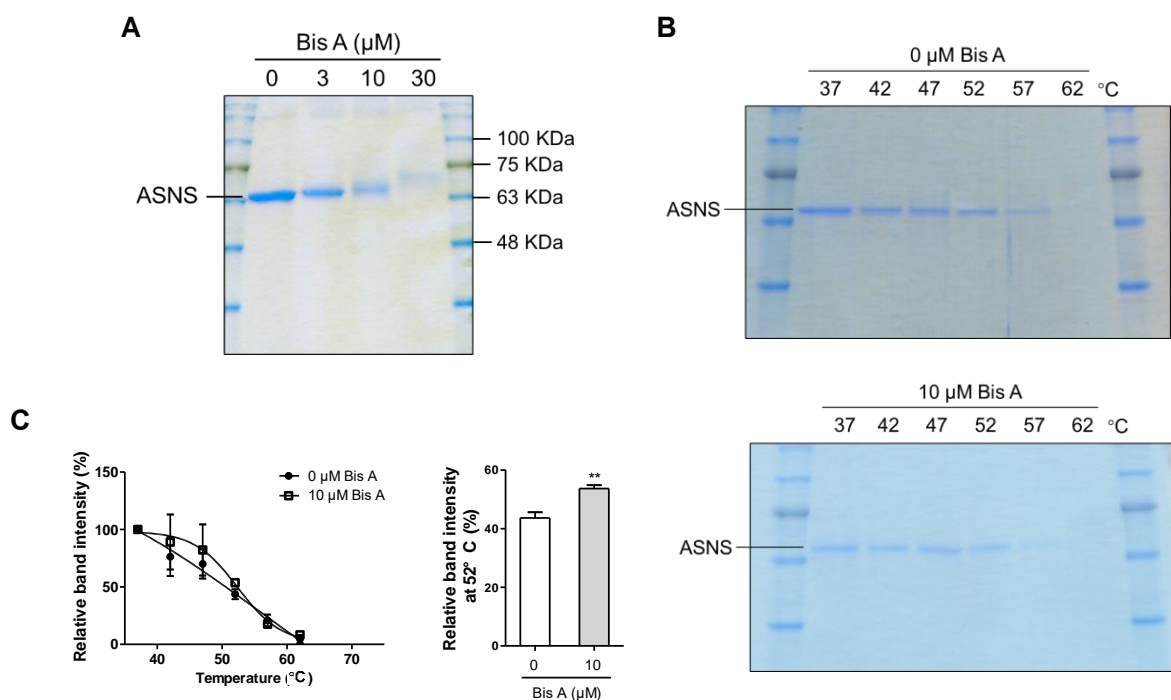 A
Bis A (µM)
0 3 10 30
100 KDa
75 KDa
ASNS
63 KDa
48 KDa
B
0 µM Bis A
37 42 47 52 57 62 °C
ASNS
10 µM Bis A
37 42 47 52 57 62 °C
ASNS
C
Relative band intensity (%)
150
100
50
0
40 50 60 70
Temperature (°C)
0 µM Bis A
10 µM Bis A
Relative band intensity
at 52° C (%)
60
40
20
0
**
0 10
Bis A (µM)